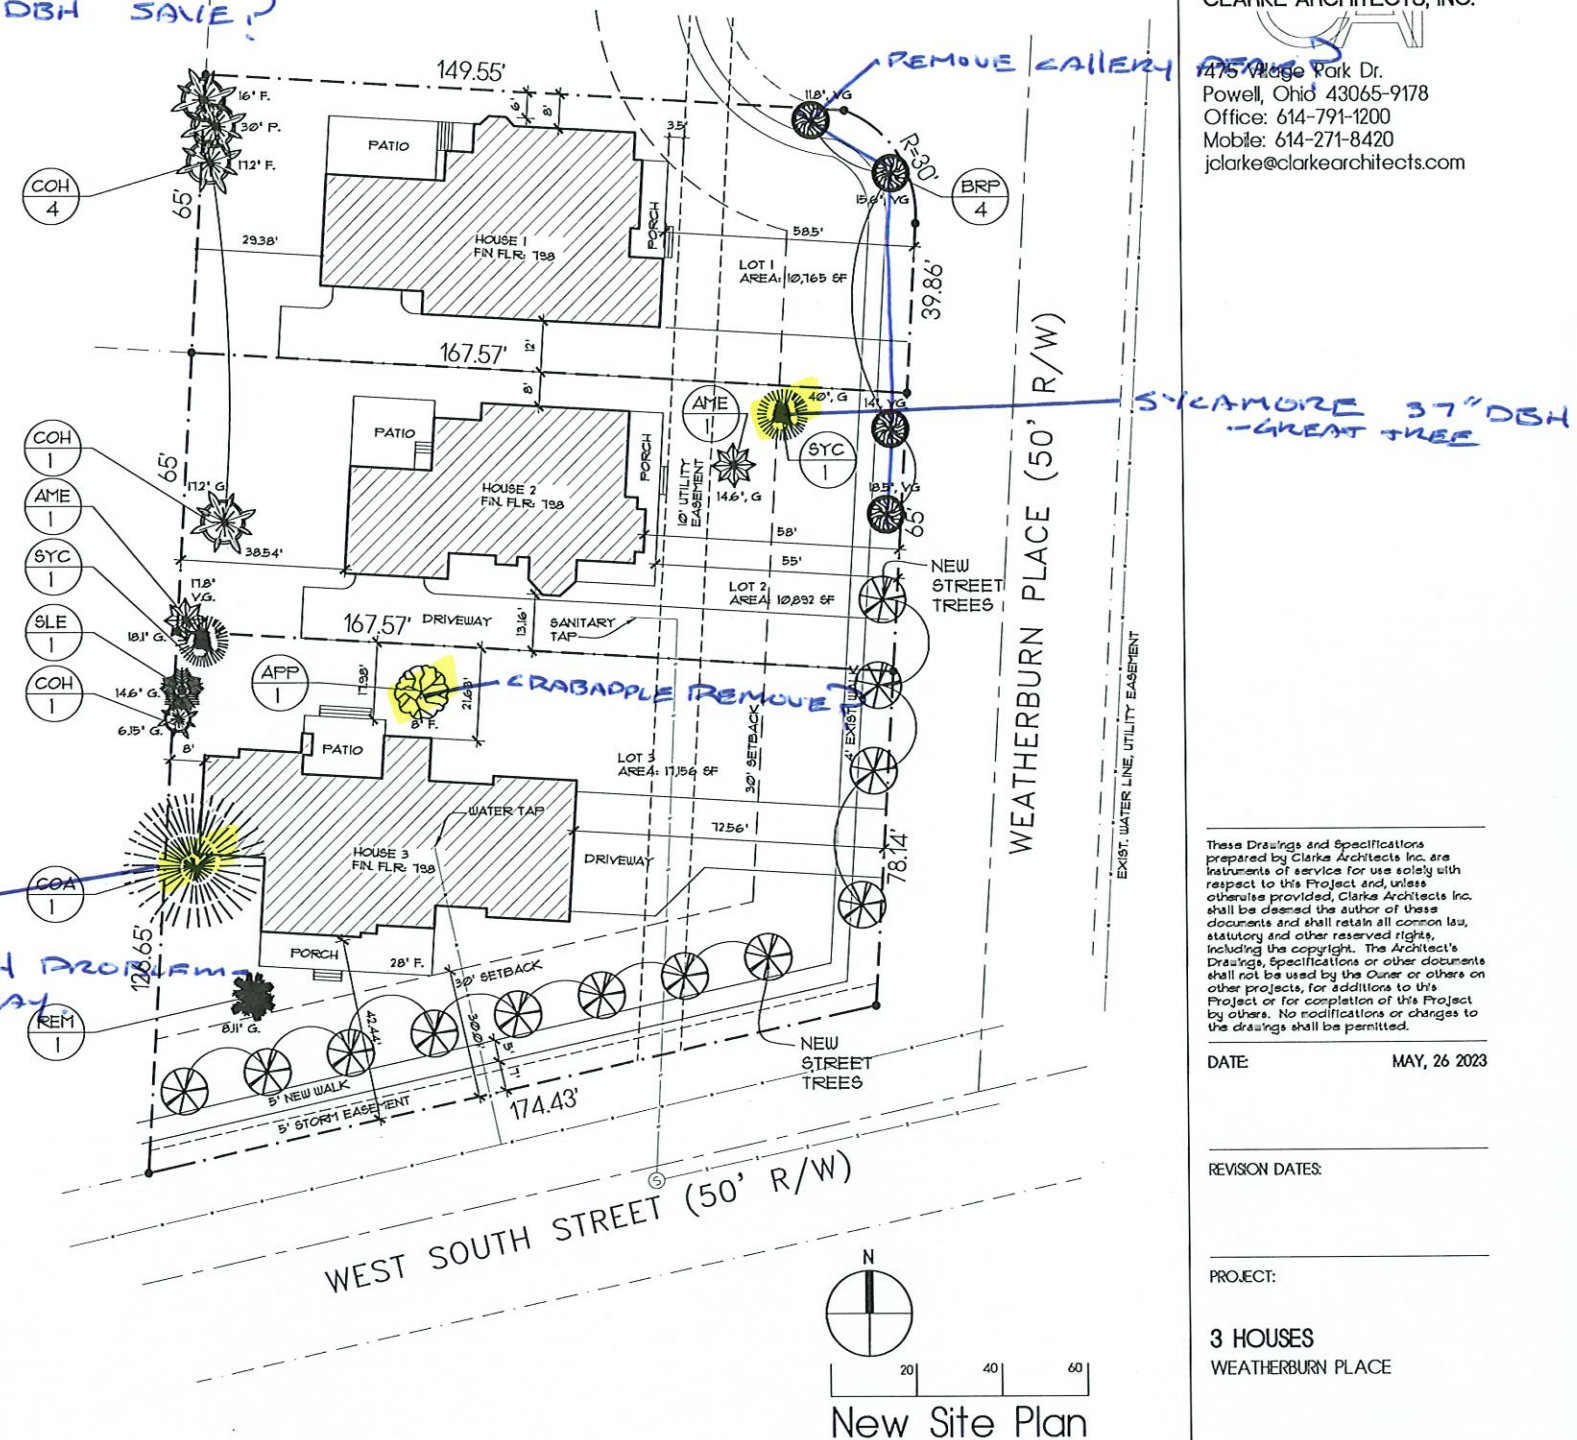 DBH SAVE?
CLARKE ARCHITECTS, INC.
REMOVE CALLERY PEARS?
475 Village Park Dr.
Powell, Ohio 43065-9178
Office: 614-791-1200
Mobile: 614-271-8420
jclarke@clarkearchitects.com
149.55'
16" F.
30" P.
17.2" F.
6'
8'
3.5
11.8", VG
R=30'
PATIO
COH
4
65'
15.6", VG
BRP
4
29.38'
HOUSE 1
FIN FLR: 798
PORCH
58.5'
LOT 1
AREA: 10,765 SF
39.86'
167.57'
12'
8'
AME
1
40", G
14", VG
SYCAMORE 37" DBH
-GREAT TREE
PATIO
PORCH
SYC
1
COH
1
65'
17.2" G.
HOUSE 2
FIN. FLR: 798
10' UTILITY
EASEMENT
14.6", G
18.5", VG
AME
1
38.54'
58'
55'
65'
NEW
STREET
TREES
SYC
1
17.8"
V.G.
LOT 2
AREA: 10,892 SF
SLE
1
18.1" G.
167.57'
DRIVEWAY
13.16'
SANITARY
TAP
COH
1
14.6" G.
6.15" G.
APP
1
17.98'
21.63'
CRABAPPLE REMOVE?
8" F.
4' EXIST WALK
WEATHERBURN PLACE (50' R/W)
EXIST. WATER LINE, UTILITY EASEMENT
8'
PATIO
LOT 3
AREA: 17,156 SF
30' SETBACK
WATER TAP
72.56'
HOUSE 3
FIN. FLR: 798
DRIVEWAY
78.14'
COA
1
126.65'
PORCH
28" F.
30' SETBACK
PROBLEM
REM
1
8.11" G.
42.44'
30.0'
5'
7'
NEW
STREET
TREES
5' NEW WALK
5' STORM EASEMENT
174.43'
S
WEST SOUTH STREET (50' R/W)
N
20 40 60
New Site Plan
These Drawings and Specifications
prepared by Clarke Architects Inc. are
instruments of service for use solely with
respect to this Project and, unless
otherwise provided, Clarke Architects Inc.
shall be deemed the author of these
documents and shall retain all common law,
statutory and other reserved rights,
including the copyright. The Architect's
Drawings, Specifications or other documents
shall not be used by the Owner or others on
other projects, for additions to this
Project or for completion of this Project
by others. No modifications or changes to
the drawings shall be permitted.
DATE: MAY, 26 2023
REVISION DATES:
PROJECT:
3 HOUSES
WEATHERBURN PLACE